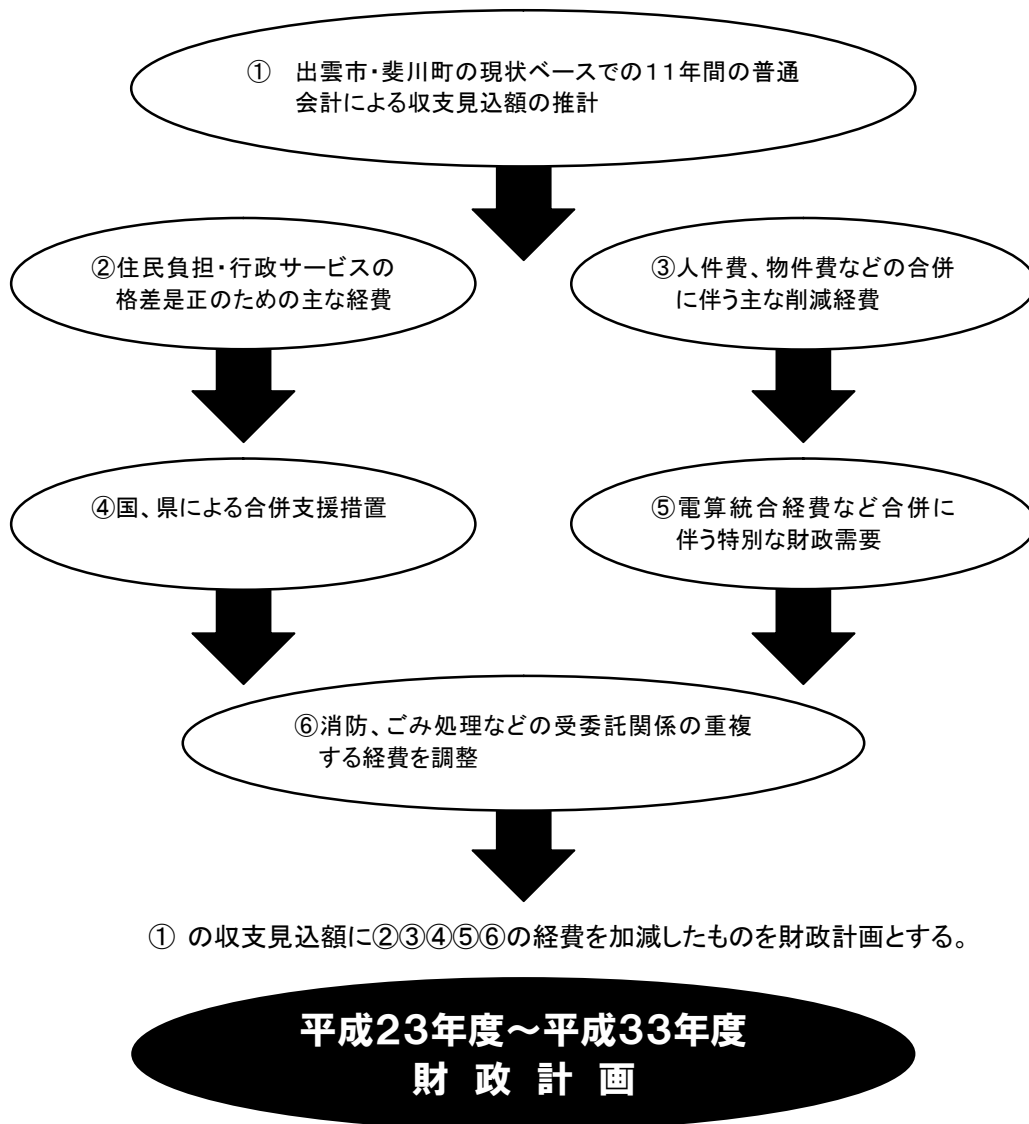 ① 出雲市・斐川町の現状ベースでの11年間の普通
会計による収支見込額の推計
②住民負担・行政サービスの
格差是正のための主な経費
③人件費、物件費などの合併
に伴う主な削減経費
④国、県による合併支援措置
⑤電算統合経費など合併に
伴う特別な財政需要
⑥消防、ごみ処理などの受委託関係の重複
する経費を調整
① の収支見込額に②③④⑤⑥の経費を加減したものを財政計画とする。
平成23年度～平成33年度
財 政 計 画